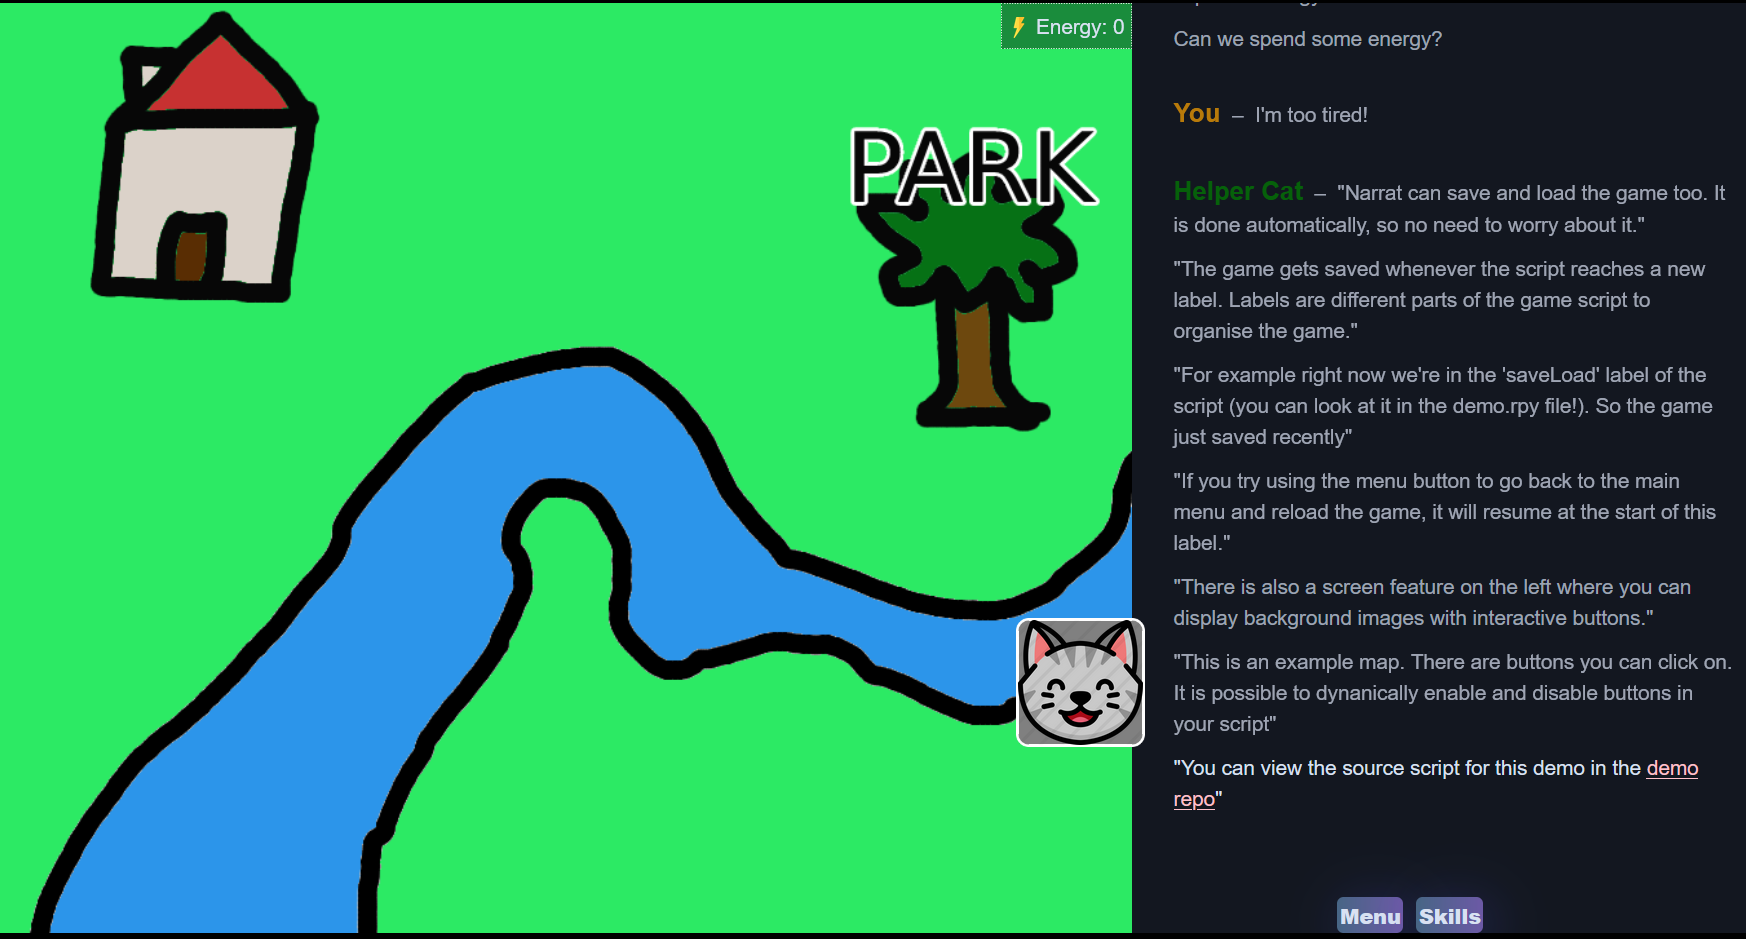 Energy: 0
PARK
Can we spend some energy?
You – I'm too tired!
Helper Cat – "Narrat can save and load the game too. It
is done automatically, so no need to worry about it."
"The game gets saved whenever the script reaches a new
label. Labels are different parts of the game script to
organise the game."
"For example right now we're in the 'saveLoad' label of the
script (you can look at it in the demo.rpy file!). So the game
just saved recently"
"If you try using the menu button to go back to the main
menu and reload the game, it will resume at the start of this
label."
"There is also a screen feature on the left where you can
display background images with interactive buttons."
"This is an example map. There are buttons you can click on.
It is possible to dynanically enable and disable buttons in
your script"
"You can view the source script for this demo in the demo
repo"
Menu Skills